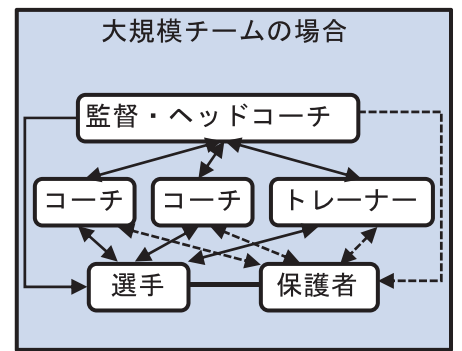 大規模チームの場合
監督・ヘッドコーチ
コーチ
コーチ
トレーナー
選手
保護者